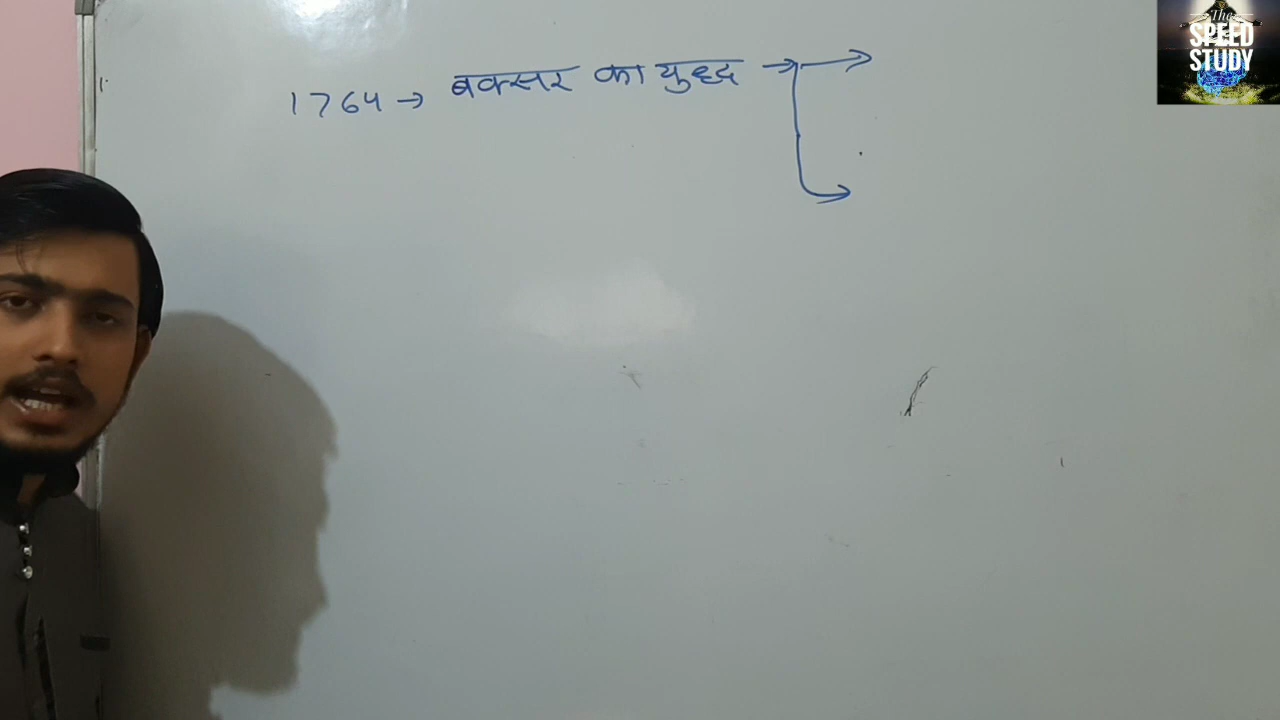 1764 → बक्सर का युध्द →
The
SPEED
STUDY